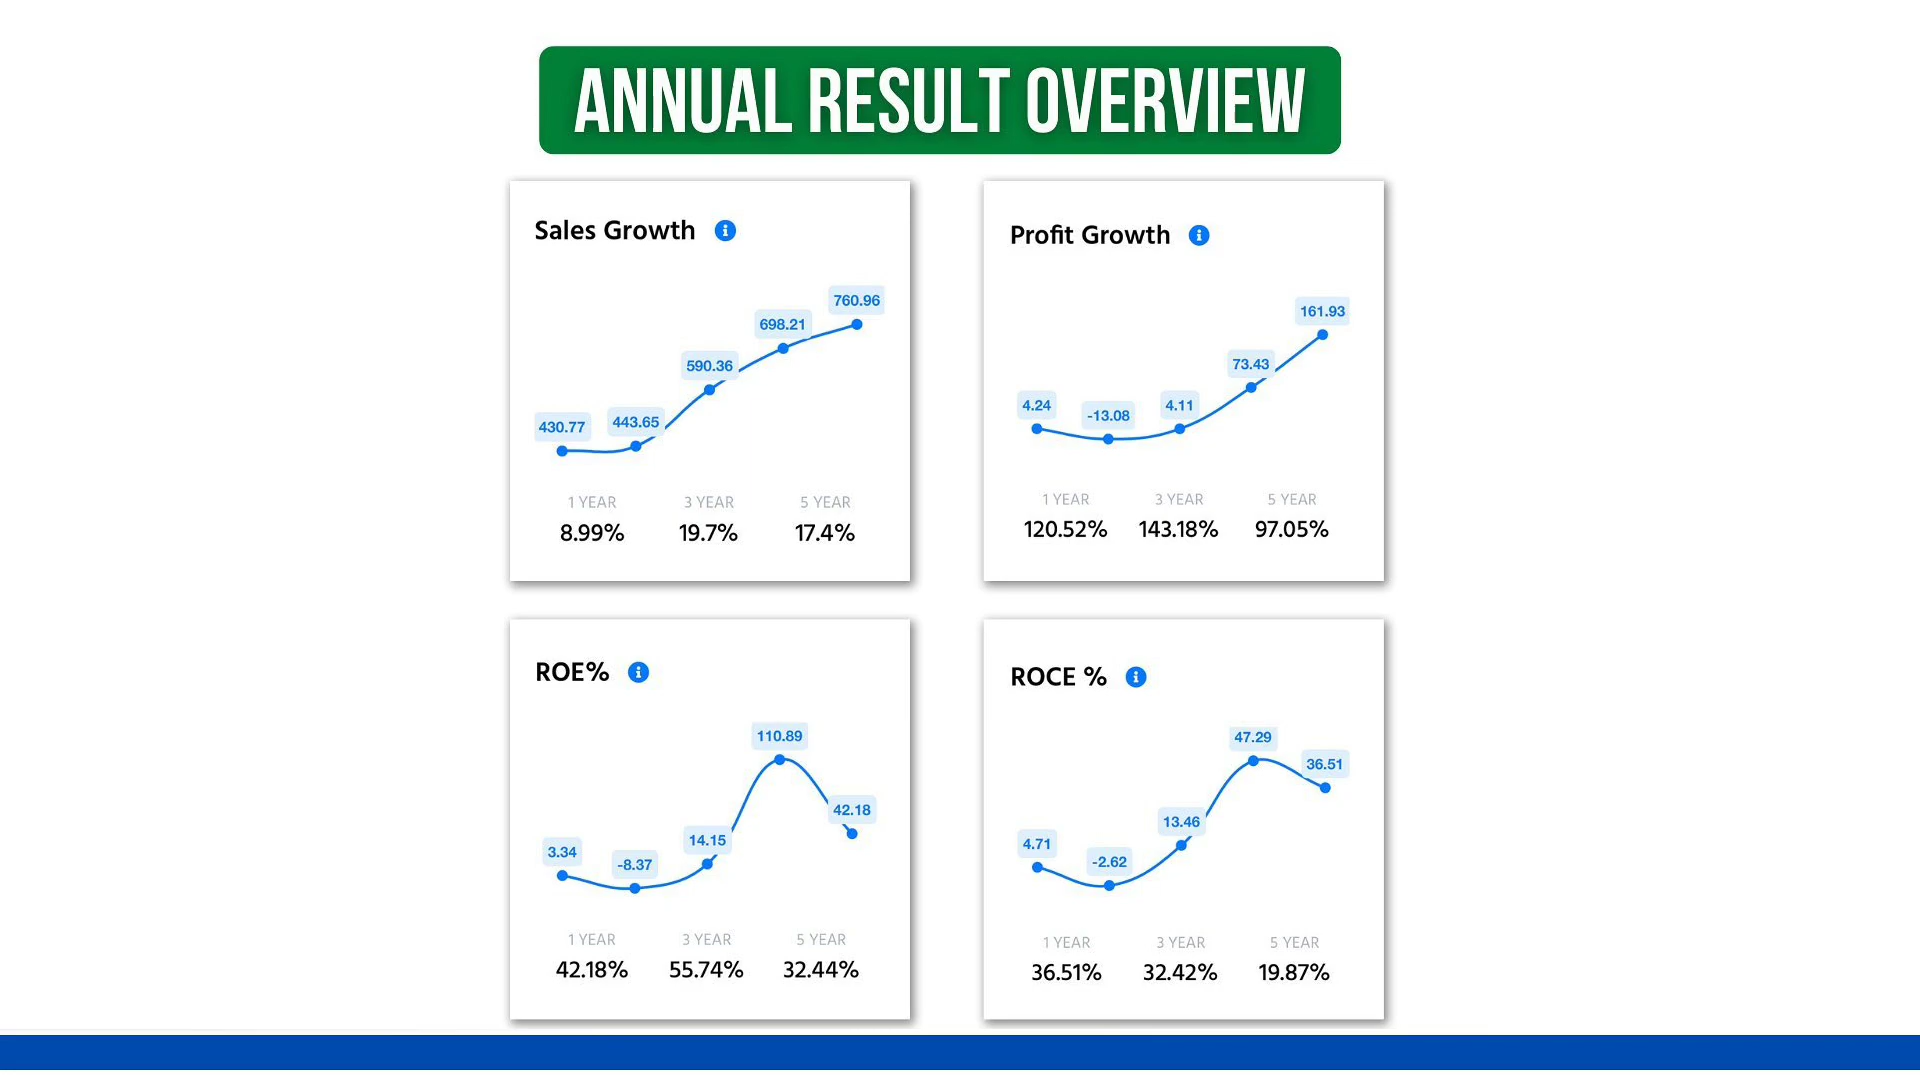 ANNUAL RESULT OVERVIEW
Sales Growth
760.96
698.21
590.36
443.65
430.77
1 YEAR 3 YEAR 5 YEAR
8.99% 19.7% 17.4%
Profit Growth
161.93
73.43
4.24 -13.08 4.11
1 YEAR 3 YEAR 5 YEAR
120.52% 143.18% 97.05%
ROE%
110.89
42.18
14.15
3.34 -8.37
1 YEAR 3 YEAR 5 YEAR
42.18% 55.74% 32.44%
ROCE %
47.29
36.51
13.46
4.71 -2.62
1 YEAR 3 YEAR 5 YEAR
36.51% 32.42% 19.87%